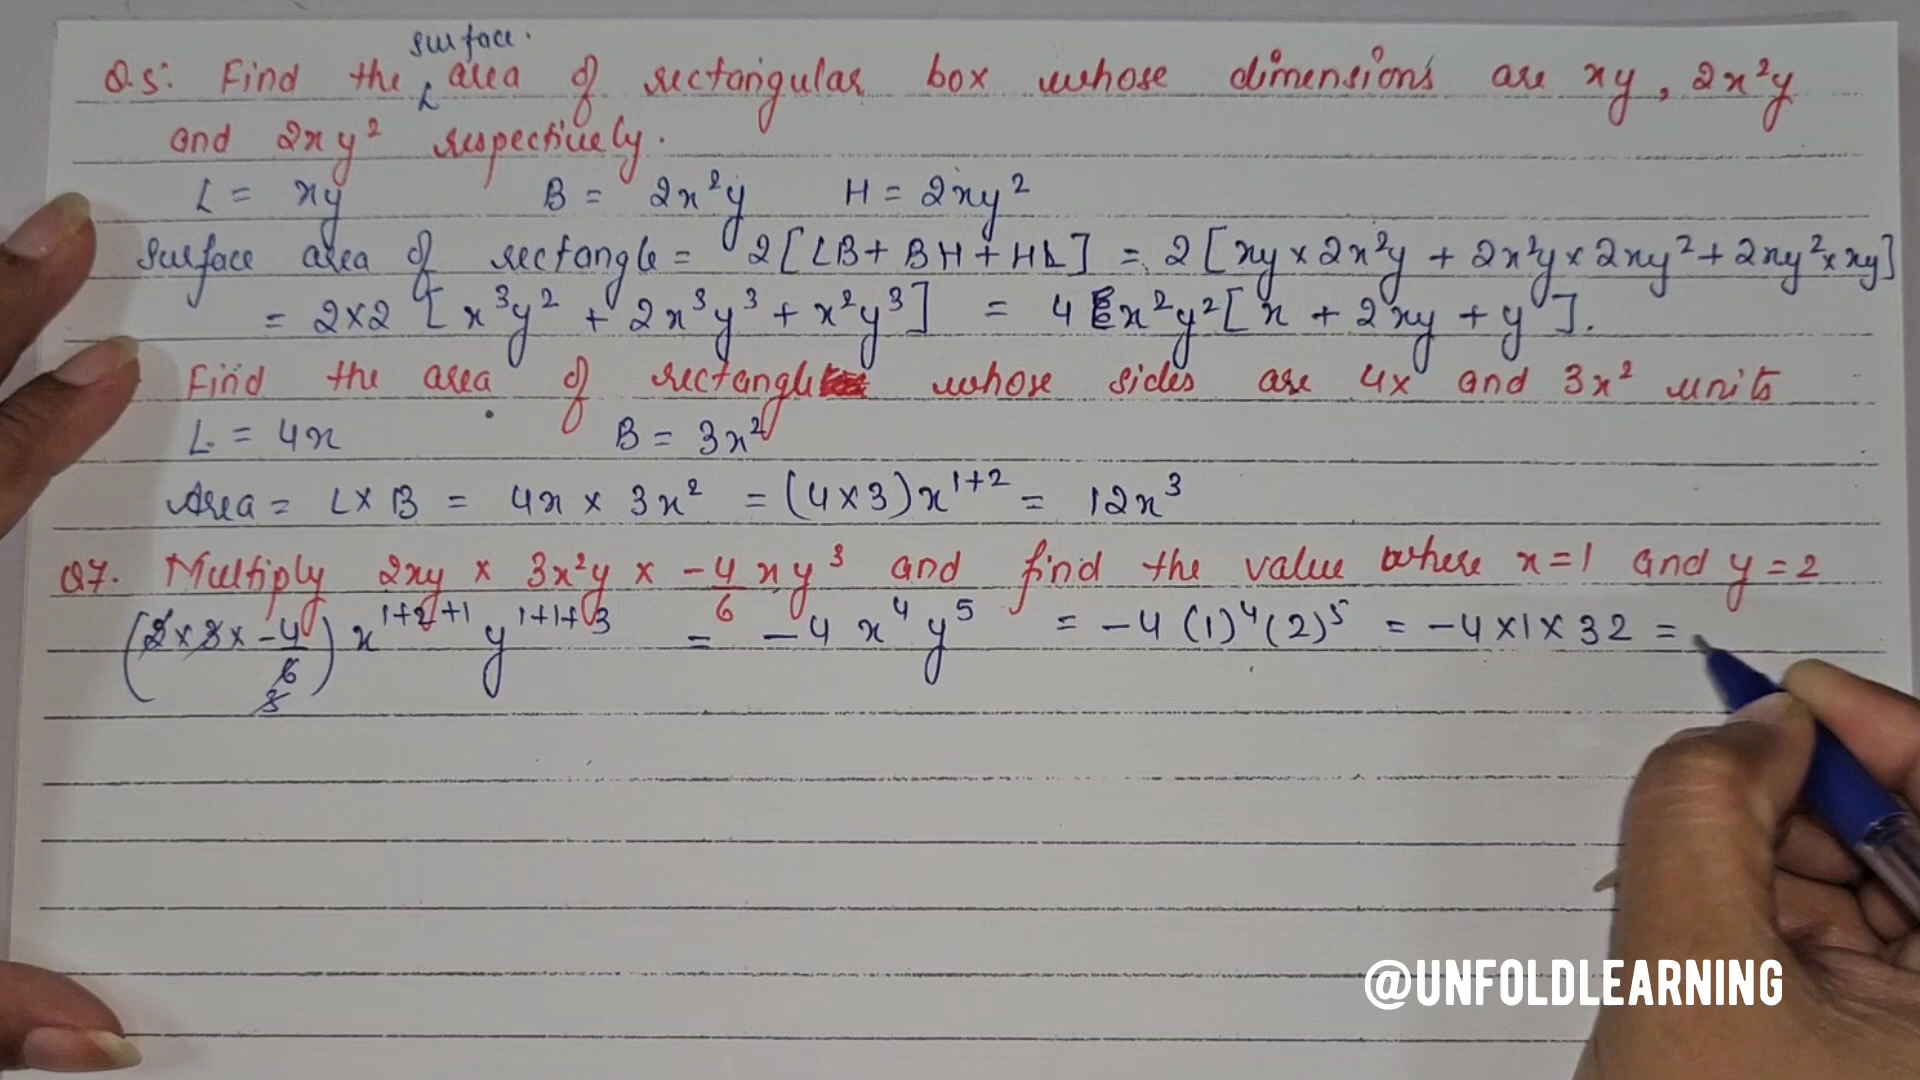 surface.
Q.5: Find the area of rectangular box whose dimensions are xy, 2x²y
and 2xy² respectively.
L = xy B = 2x²y H = 2xy²
Surface area of rectangle = 2[LB + BH + HL] = 2[xy × 2x²y + 2x²y × 2xy² + 2xy² × xy]
= 2×2 [x³y² + 2x³y³ + x²y³] = 4 x²y² [x + 2xy + y].
Find the area of rectangle whose sides are 4x and 3x² units
L = 4x B = 3x²
Area = L × B = 4x × 3x² = (4×3)x¹⁺² = 12x³
Q7. Multiply 2xy × 3x²y × -4/6 xy³ and find the value where x=1 and y=2
(2 × 3 × -4/6) x¹⁺²⁺¹ y¹⁺¹⁺³ = -4 x⁴y⁵ = -4 (1)⁴(2)⁵ = -4×1×32 =
3
@UNFOLDLEARNING